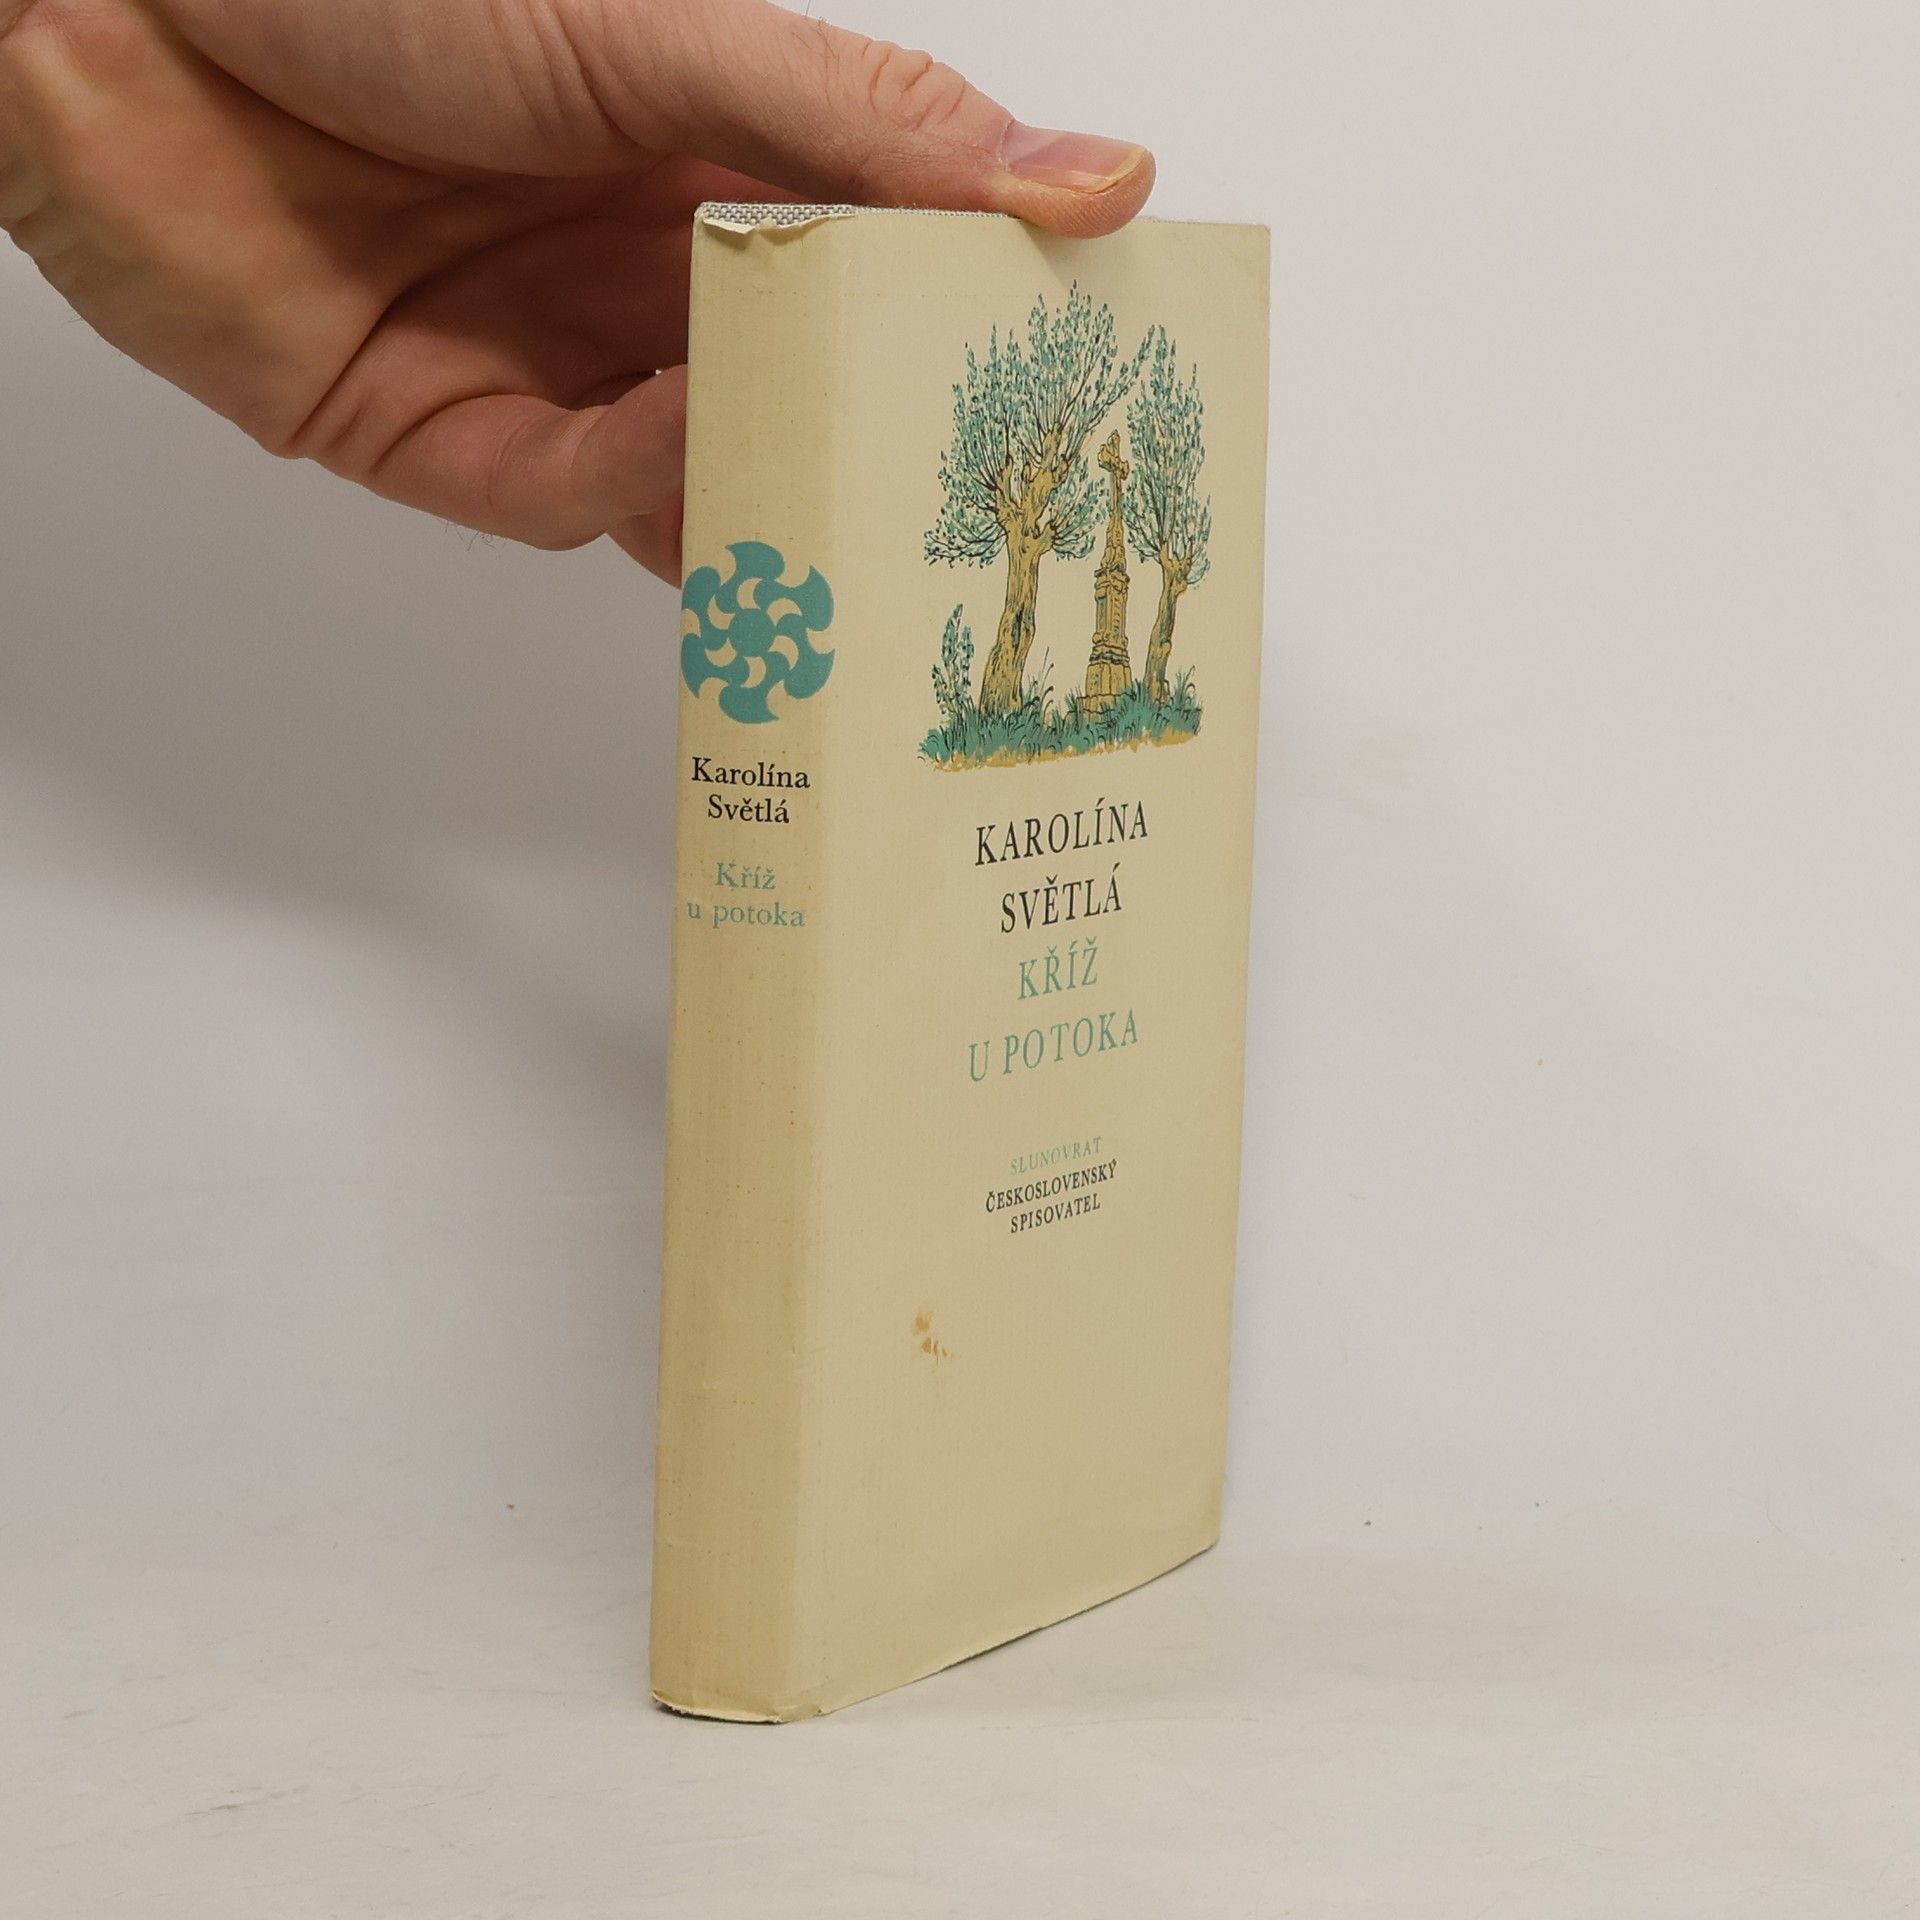 Karolína
Světlá
Kříž
u potoka
KAROLÍNA
SVĚTLÁ
KŘÍŽ
U POTOKA
SLUNOVRAT
ČESKOSLOVENSKÝ
SPISOVATEL